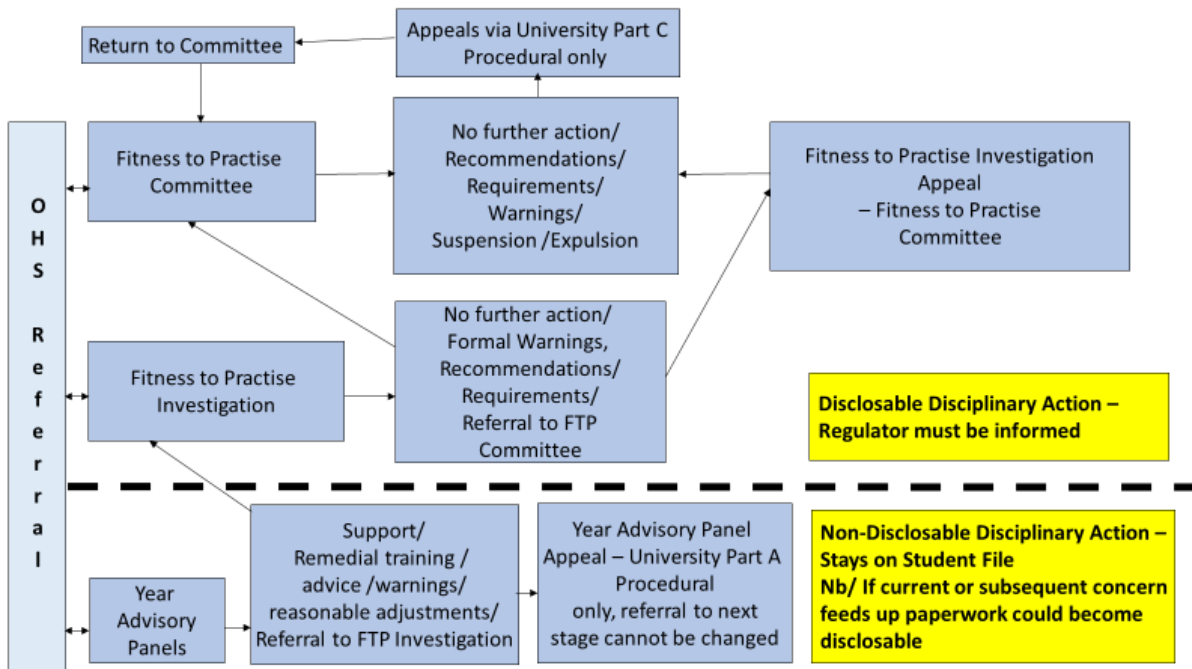 Return to Committee
Appeals via University Part C
Procedural only
OHS Referral
Fitness to Practise
Committee
No further action/
Recommendations/
Requirements/
Warnings/
Suspension /Expulsion
Fitness to Practise Investigation
Appeal
– Fitness to Practise
Committee
Fitness to Practise
Investigation
No further action/
Formal Warnings,
Recommendations/
Requirements/
Referral to FTP
Committee
Disclosable Disciplinary Action –
Regulator must be informed
Year
Advisory
Panels
Support/
Remedial training /
advice /warnings/
reasonable adjustments/
Referral to FTP Investigation
Year Advisory Panel
Appeal – University Part A
Procedural
only, referral to next
stage cannot be changed
Non-Disclosable Disciplinary Action –
Stays on Student File
Nb/ If current or subsequent concern
feeds up paperwork could become
disclosable